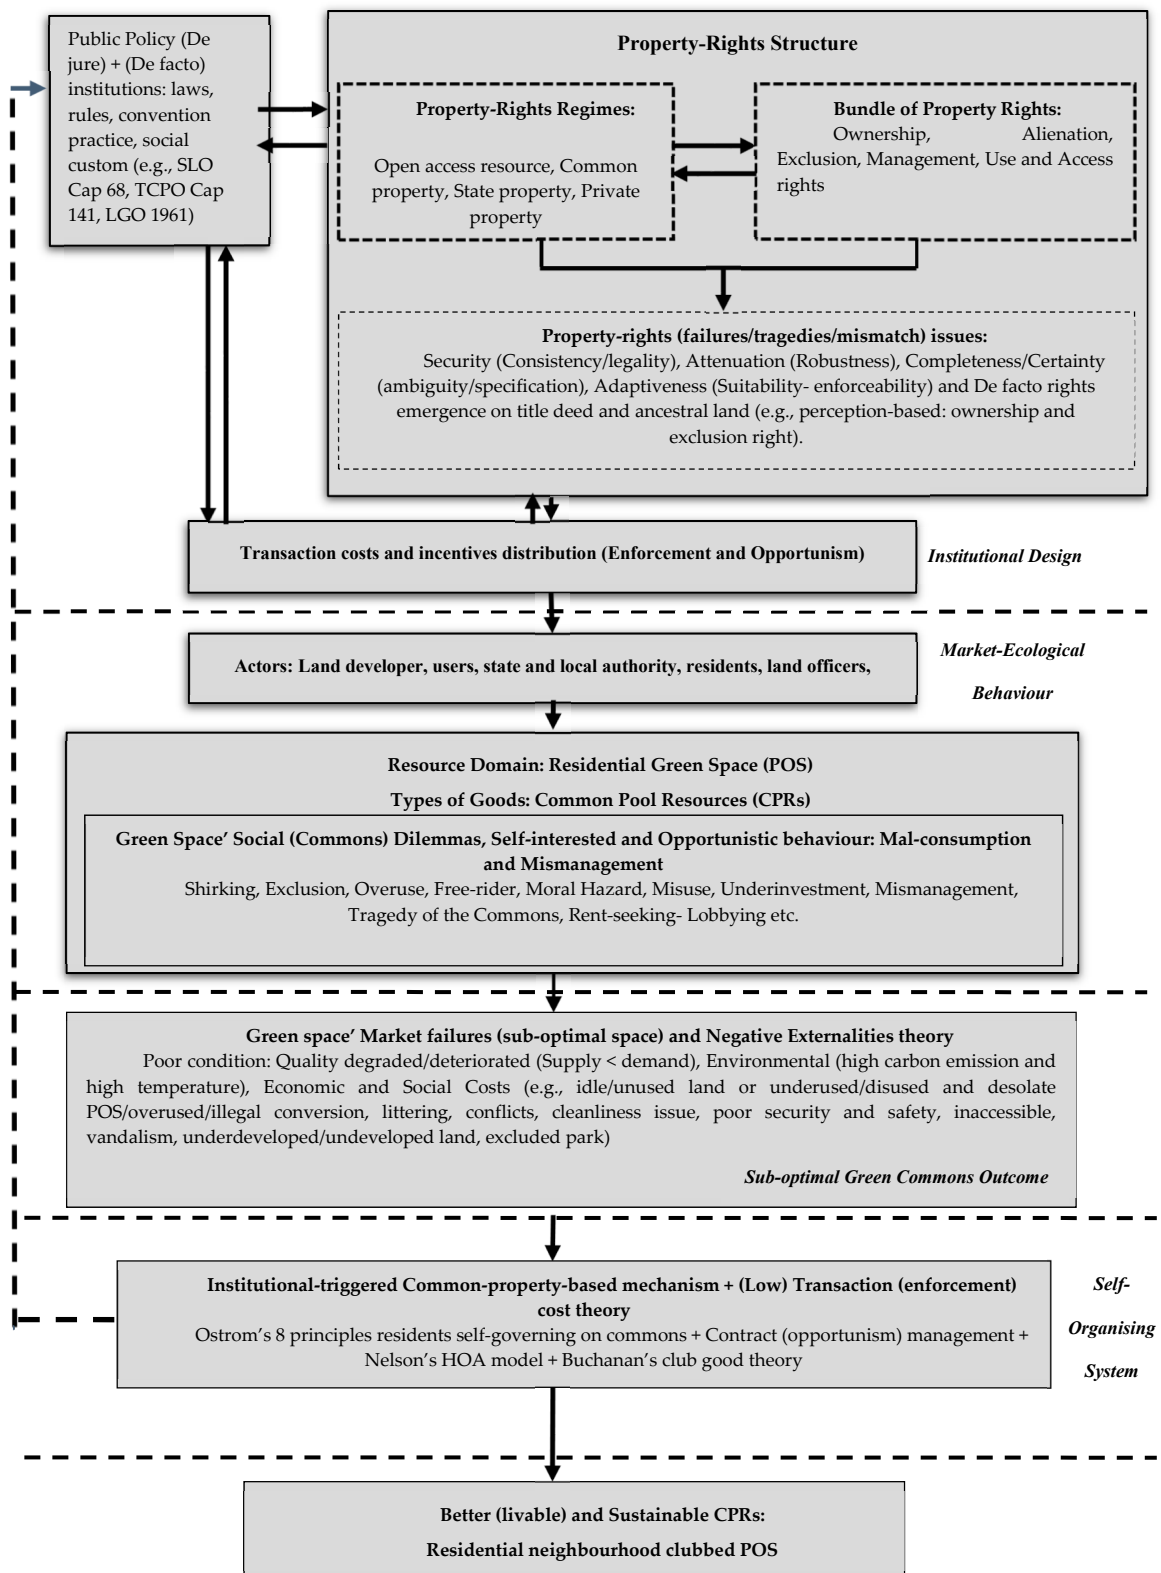 Public Policy (De
jure) + (De facto)
institutions: laws,
rules, convention
practice, social
custom (e.g., SLO
Cap 68, TCPO Cap
141, LGO 1961)
Property-Rights Structure
Property-Rights Regimes:
Open access resource, Common
property, State property, Private
property
Bundle of Property Rights:
Ownership, Alienation,
Exclusion, Management, Use and Access
rights
Property-rights (failures/tragedies/mismatch) issues:
Security (Consistency/legality), Attenuation (Robustness), Completeness/Certainty
(ambiguity/specification), Adaptiveness (Suitability- enforceability) and De facto rights
emergence on title deed and ancestral land (e.g., perception-based: ownership and
exclusion right).
Transaction costs and incentives distribution (Enforcement and Opportunism)
Institutional Design
Actors: Land developer, users, state and local authority, residents, land officers,
Market-Ecological
Behaviour
Resource Domain: Residential Green Space (POS)
Types of Goods: Common Pool Resources (CPRs)
Green Space' Social (Commons) Dilemmas, Self-interested and Opportunistic behaviour: Mal-consumption
and Mismanagement
Shirking, Exclusion, Overuse, Free-rider, Moral Hazard, Misuse, Underinvestment, Mismanagement,
Tragedy of the Commons, Rent-seeking- Lobbying etc.
Green space' Market failures (sub-optimal space) and Negative Externalities theory
Poor condition: Quality degraded/deteriorated (Supply < demand), Environmental (high carbon emission and
high temperature), Economic and Social Costs (e.g., idle/unused land or underused/disused and desolate
POS/overused/illegal conversion, littering, conflicts, cleanliness issue, poor security and safety, inaccessible,
vandalism, underdeveloped/undeveloped land, excluded park)
Sub-optimal Green Commons Outcome
Institutional-triggered Common-property-based mechanism + (Low) Transaction (enforcement)
cost theory
Ostrom's 8 principles residents self-governing on commons + Contract (opportunism) management +
Nelson's HOA model + Buchanan's club good theory
Self-
Organising
System
Better (livable) and Sustainable CPRs:
Residential neighbourhood clubbed POS